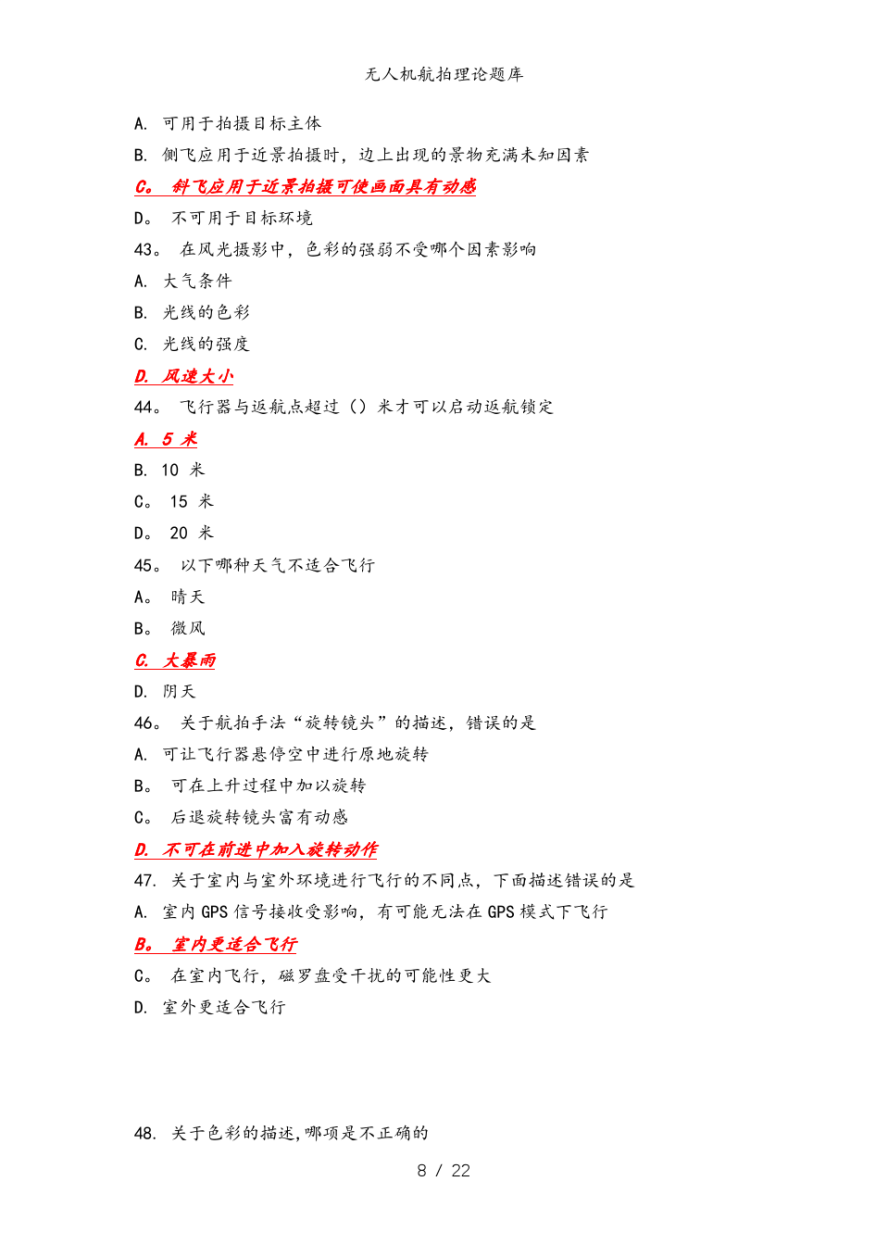 无人机航拍理论题库
A. 可用于拍摄目标主体
B. 侧飞应用于近景拍摄时，边上出现的景物充满未知因素
C。 斜飞应用于近景拍摄可使画面具有动感
D。 不可用于目标环境
43。 在风光摄影中，色彩的强弱不受哪个因素影响
A. 大气条件
B. 光线的色彩
C. 光线的强度
D. 风速大小
44。 飞行器与返航点超过（）米才可以启动返航锁定
A. 5 米
B. 10 米
C。 15 米
D。 20 米
45。 以下哪种天气不适合飞行
A。 晴天
B。 微风
C. 大暴雨
D. 阴天
46。 关于航拍手法“旋转镜头”的描述，错误的是
A. 可让飞行器悬停空中进行原地旋转
B。 可在上升过程中加以旋转
C。 后退旋转镜头富有动感
D. 不可在前进中加入旋转动作
47. 关于室内与室外环境进行飞行的不同点，下面描述错误的是
A. 室内 GPS 信号接收受影响，有可能无法在 GPS 模式下飞行
B。 室内更适合飞行
C。 在室内飞行，磁罗盘受干扰的可能性更大
D. 室外更适合飞行
48. 关于色彩的描述,哪项是不正确的
8 / 22